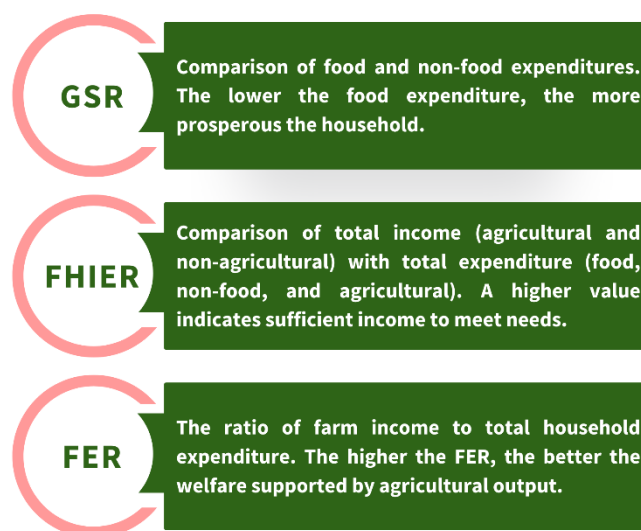 GSR
Comparison of food and non-food expenditures.
The lower the food expenditure, the more
prosperous the household.
FHIER
Comparison of total income (agricultural and
non-agricultural) with total expenditure (food,
non-food, and agricultural). A higher value
indicates sufficient income to meet needs.
FER
The ratio of farm income to total household
expenditure. The higher the FER, the better the
welfare supported by agricultural output.